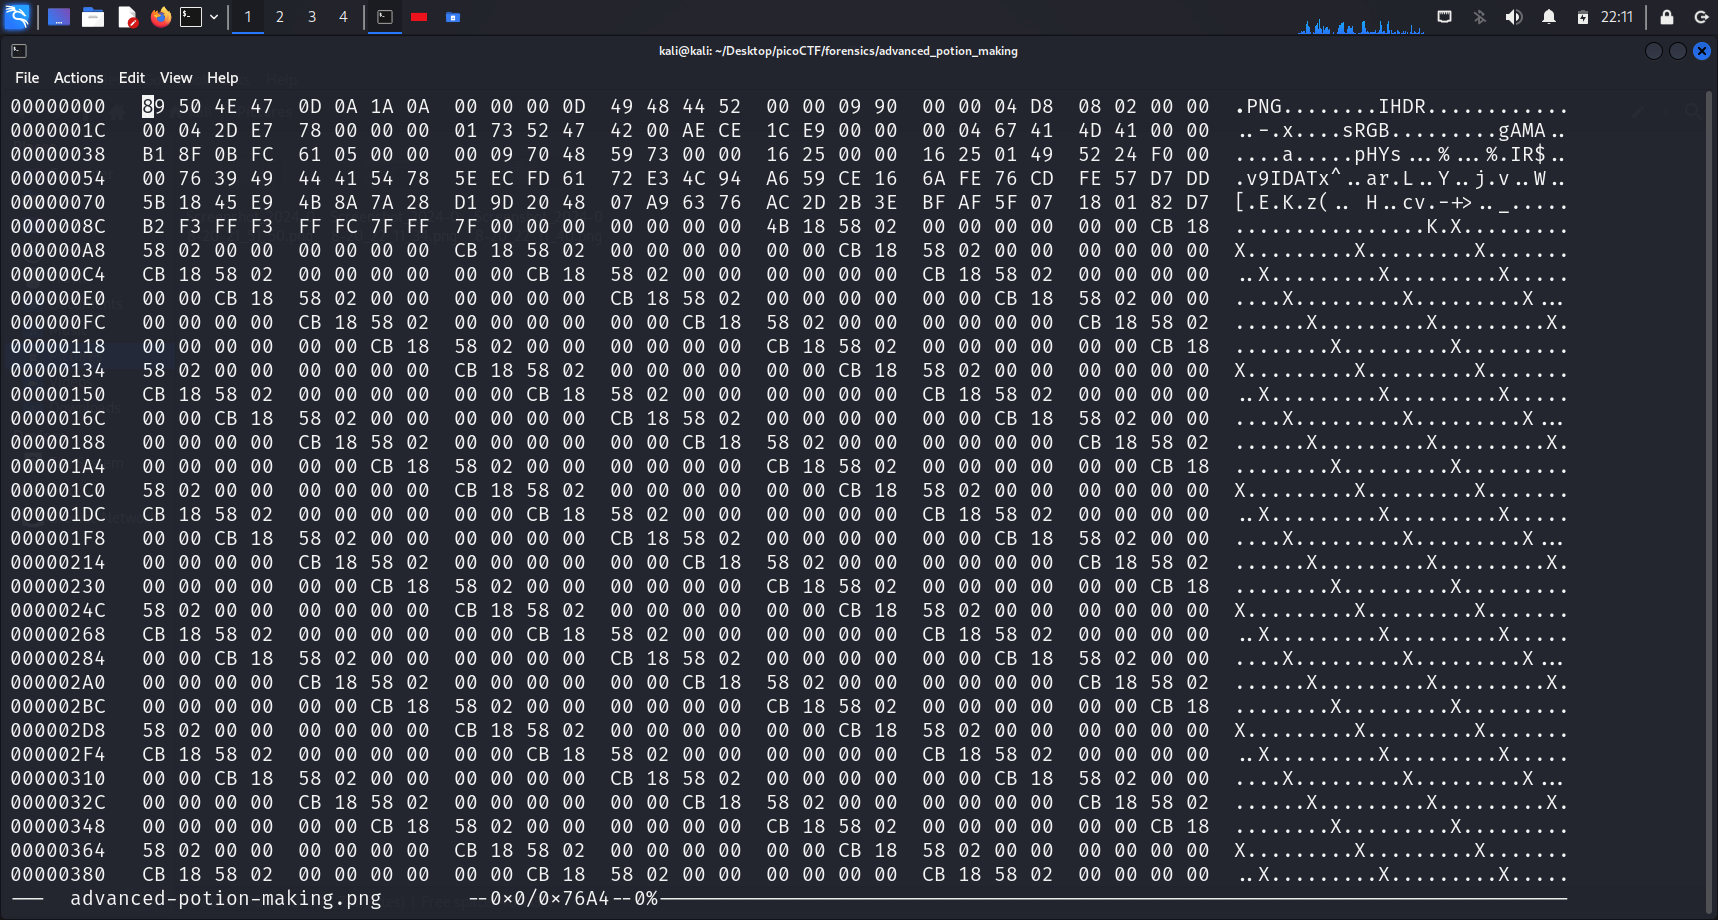 1 2 3 4 22:11
kali@kali: ~/Desktop/picoCTF/forensics/advanced_potion_making
File Actions Edit View Help
00000000 89 50 4E 47 0D 0A 1A 0A 00 00 00 0D 49 48 44 52 00 00 09 90 00 00 04 D8 08 02 00 00 .PNG........IHDR............
0000001C 00 04 2D E7 78 00 00 00 01 73 52 47 42 00 AE CE 1C E9 00 00 00 04 67 41 4D 41 00 00 ..-.x....sRGB.........gAMA..
00000038 B1 8F 0B FC 61 05 00 00 00 09 70 48 59 73 00 00 16 25 00 00 16 25 01 49 52 24 F0 00 ....a.....pHYs...%...%.IR$..
00000054 00 76 39 49 44 41 54 78 5E EC FD 61 72 E3 4C 94 A6 59 CE 16 6A FE 76 CD FE 57 D7 DD .v9IDATx^..ar.L..Y..j.v..W..
00000070 5B 18 45 E9 4B 8A 7A 28 D1 9D 20 48 07 A9 63 76 AC 2D 2B 3E BF AF 5F 07 18 01 82 D7 [.E.K.z(.. H..cv.-+>.._.....
0000008C B2 F3 FF F3 FF FC 7F FF 7F 00 00 00 00 00 00 00 4B 18 58 02 00 00 00 00 00 00 CB 18 ................K.X.........
000000A8 58 02 00 00 00 00 00 00 CB 18 58 02 00 00 00 00 00 00 CB 18 58 02 00 00 00 00 00 00 X.........X.........X.......
000000C4 CB 18 58 02 00 00 00 00 00 00 CB 18 58 02 00 00 00 00 00 00 CB 18 58 02 00 00 00 00 ..X.........X.........X.....
000000E0 00 00 CB 18 58 02 00 00 00 00 00 00 CB 18 58 02 00 00 00 00 00 00 CB 18 58 02 00 00 ....X.........X.........X...
000000FC 00 00 00 00 CB 18 58 02 00 00 00 00 00 00 CB 18 58 02 00 00 00 00 00 00 CB 18 58 02 ......X.........X.........X.
00000118 00 00 00 00 00 00 CB 18 58 02 00 00 00 00 00 00 CB 18 58 02 00 00 00 00 00 00 CB 18 ........X.........X.........
00000134 58 02 00 00 00 00 00 00 CB 18 58 02 00 00 00 00 00 00 CB 18 58 02 00 00 00 00 00 00 X.........X.........X.......
00000150 CB 18 58 02 00 00 00 00 00 00 CB 18 58 02 00 00 00 00 00 00 CB 18 58 02 00 00 00 00 ..X.........X.........X.....
0000016C 00 00 CB 18 58 02 00 00 00 00 00 00 CB 18 58 02 00 00 00 00 00 00 CB 18 58 02 00 00 ....X.........X.........X...
00000188 00 00 00 00 CB 18 58 02 00 00 00 00 00 00 CB 18 58 02 00 00 00 00 00 00 CB 18 58 02 ......X.........X.........X.
000001A4 00 00 00 00 00 00 CB 18 58 02 00 00 00 00 00 00 CB 18 58 02 00 00 00 00 00 00 CB 18 ........X.........X.........
000001C0 58 02 00 00 00 00 00 00 CB 18 58 02 00 00 00 00 00 00 CB 18 58 02 00 00 00 00 00 00 X.........X.........X.......
000001DC CB 18 58 02 00 00 00 00 00 00 CB 18 58 02 00 00 00 00 00 00 CB 18 58 02 00 00 00 00 ..X.........X.........X.....
000001F8 00 00 CB 18 58 02 00 00 00 00 00 00 CB 18 58 02 00 00 00 00 00 00 CB 18 58 02 00 00 ....X.........X.........X...
00000214 00 00 00 00 CB 18 58 02 00 00 00 00 00 00 CB 18 58 02 00 00 00 00 00 00 CB 18 58 02 ......X.........X.........X.
00000230 00 00 00 00 00 00 CB 18 58 02 00 00 00 00 00 00 CB 18 58 02 00 00 00 00 00 00 CB 18 ........X.........X.........
0000024C 58 02 00 00 00 00 00 00 CB 18 58 02 00 00 00 00 00 00 CB 18 58 02 00 00 00 00 00 00 X.........X.........X.......
00000268 CB 18 58 02 00 00 00 00 00 00 CB 18 58 02 00 00 00 00 00 00 CB 18 58 02 00 00 00 00 ..X.........X.........X.....
00000284 00 00 CB 18 58 02 00 00 00 00 00 00 CB 18 58 02 00 00 00 00 00 00 CB 18 58 02 00 00 ....X.........X.........X...
000002A0 00 00 00 00 CB 18 58 02 00 00 00 00 00 00 CB 18 58 02 00 00 00 00 00 00 CB 18 58 02 ......X.........X.........X.
000002BC 00 00 00 00 00 00 CB 18 58 02 00 00 00 00 00 00 CB 18 58 02 00 00 00 00 00 00 CB 18 ........X.........X.........
000002D8 58 02 00 00 00 00 00 00 CB 18 58 02 00 00 00 00 00 00 CB 18 58 02 00 00 00 00 00 00 X.........X.........X.......
000002F4 CB 18 58 02 00 00 00 00 00 00 CB 18 58 02 00 00 00 00 00 00 CB 18 58 02 00 00 00 00 ..X.........X.........X.....
00000310 00 00 CB 18 58 02 00 00 00 00 00 00 CB 18 58 02 00 00 00 00 00 00 CB 18 58 02 00 00 ....X.........X.........X...
0000032C 00 00 00 00 CB 18 58 02 00 00 00 00 00 00 CB 18 58 02 00 00 00 00 00 00 CB 18 58 02 ......X.........X.........X.
00000348 00 00 00 00 00 00 CB 18 58 02 00 00 00 00 00 00 CB 18 58 02 00 00 00 00 00 00 CB 18 ........X.........X.........
00000364 58 02 00 00 00 00 00 00 CB 18 58 02 00 00 00 00 00 00 CB 18 58 02 00 00 00 00 00 00 X.........X.........X.......
00000380 CB 18 58 02 00 00 00 00 00 00 CB 18 58 02 00 00 00 00 00 00 CB 18 58 02 00 00 00 00 ..X.........X.........X.....
--- advanced-potion-making.png --0x0/0x76A4--0%